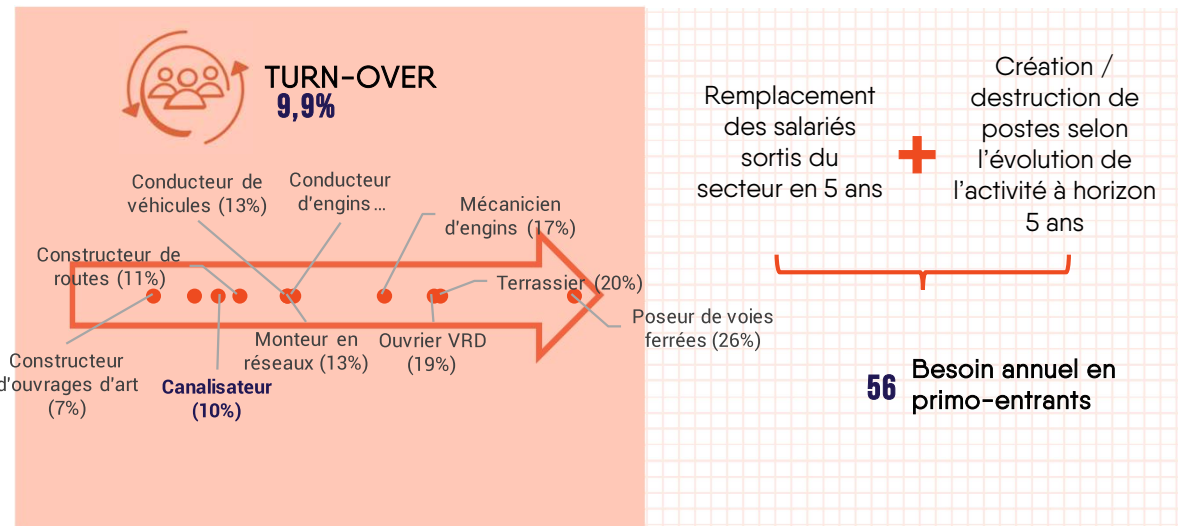 TURN-OVER
9,9%
Conducteur de
véhicules (13%)
Conducteur
d'engins…
Mécanicien
d'engins (17%)
Constructeur de
routes (11%)
Terrassier (20%)
Poseur de voies
ferrées (26%)
Monteur en
réseaux (13%)
Ouvrier VRD
(19%)
Constructeur
d'ouvrages d'art
(7%)
Canalisateur
(10%)
Remplacement
des salariés
sortis du
secteur en 5 ans
+
Création /
destruction de
postes selon
l'évolution de
l'activité à horizon
5 ans
56
Besoin annuel en
primo-entrants